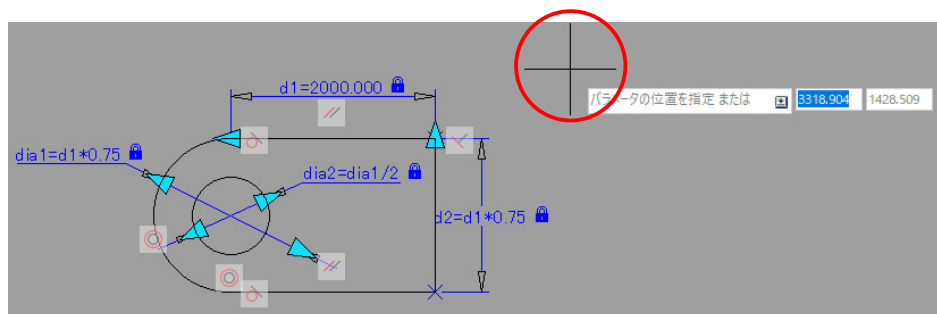 d1=2000.000
パラメータの位置を指定 または
3318.904
1428.509
dia1=d1*0.75
dia2=dia1/2
d2=d1*0.75